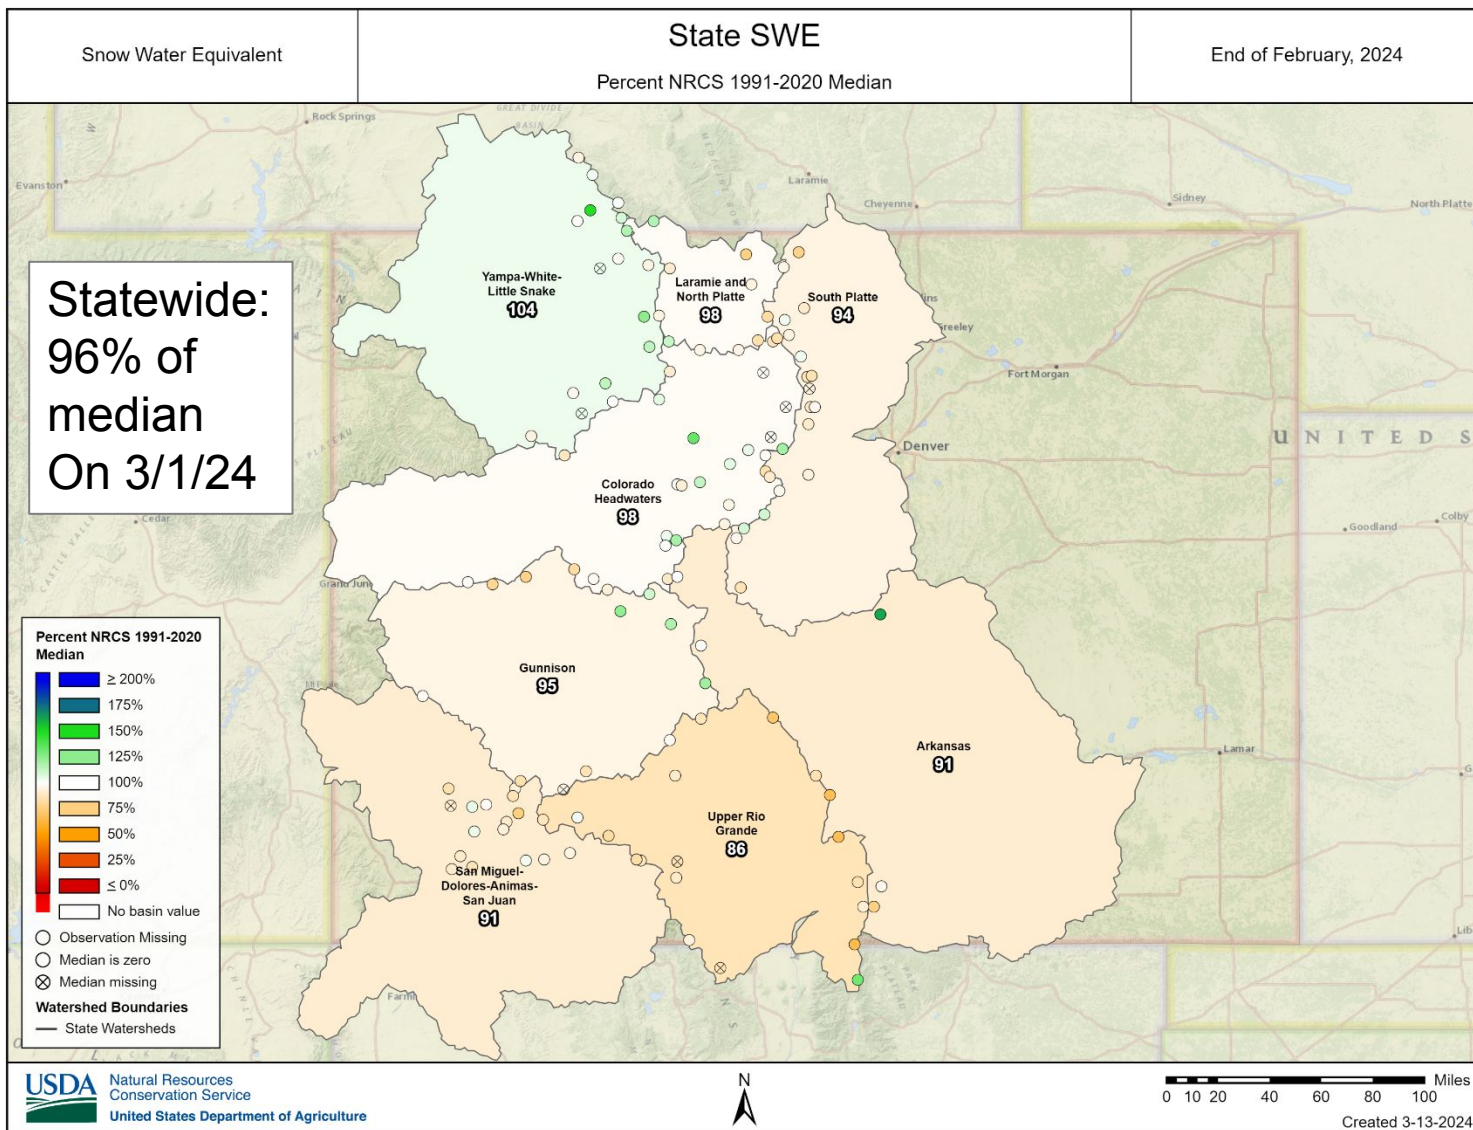 Snow Water Equivalent
State SWE
Percent NRCS 1991-2020 Median
End of February, 2024
GREAT DIVIDE
BASIN
Rock Springs
Evanston
Laramie
Cheyenne
Sidney
North Platte
Statewide:
96% of
median
On 3/1/24
Yampa-White-
Little Snake
104
Laramie and
North Platte
98
South Platte
94
Greeley
Fort Morgan
Denver
UNITED S
Colorado
Headwaters
98
Cedar
Goodland
Colby
Gunnison
95
Arkansas
91
Lamar
Upper Rio
Grande
86
San Miguel-
Dolores-Animas-
San Juan
91
Percent NRCS 1991-2020
Median
≥ 200%
175%
150%
125%
100%
75%
50%
25%
≤ 0%
No basin value
Observation Missing
Median is zero
Median missing
Watershed Boundaries
State Watersheds
USDA
Natural Resources
Conservation Service
United States Department of Agriculture
N
Miles
0 10 20 40 60 80 100
Created 3-13-2024